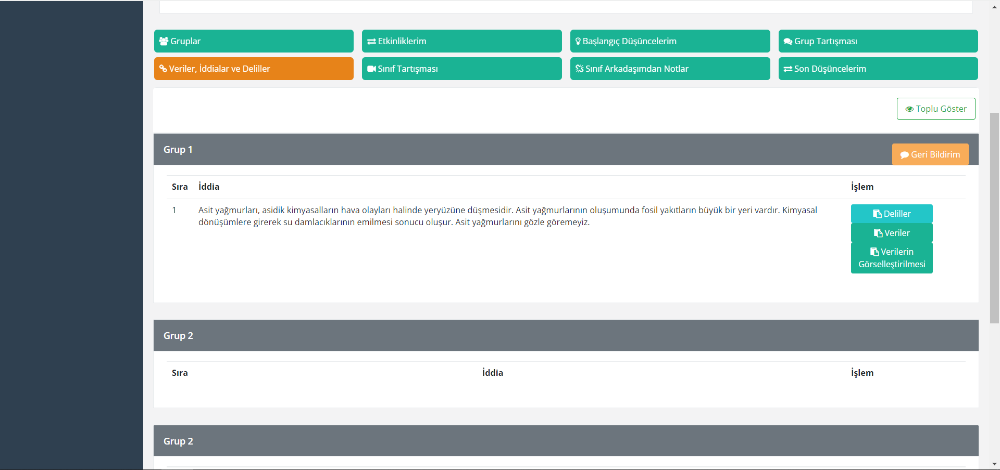 Gruplar
Etkinliklerim
Başlangıç Düşüncelerim
Grup Tartışması
Veriler, İddialar ve Deliller
Sınıf Tartışması
Sınıf Arkadaşımdan Notlar
Son Düşüncelerim
Toplu Göster
Grup 1
Geri Bildirim
Sıra
İddia
İşlem
1
Asit yağmurları, asidik kimyasalların hava olayları halinde yeryüzüne düşmesidir. Asit yağmurlarının oluşumunda fosil yakıtların büyük bir yeri vardır. Kimyasal
dönüşümlere girerek su damlacıklarının emilmesi sonucu oluşur. Asit yağmurlarını gözle göremeyiz.
Deliller
Veriler
Verilerin
Görselleştirilmesi
Grup 2
Sıra
İddia
İşlem
Grup 2